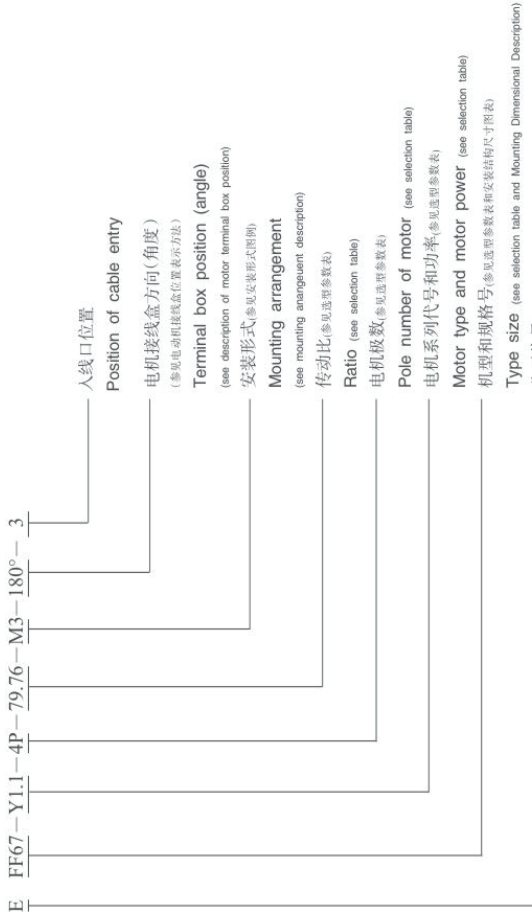 E FF67－Y1.1－4P－79.76－M3－180°－ 3
入线口位置
Position of cable entry
电机接线盒方向(角度)
(参见电动机接线盒位置表示方法)
Terminal box position (angle)
(see description of motor terminal box position)
安装形式(参见安装形式图例)
Mounting arrangement
(see mounting anangeuent description)
传动比(参见选型参数表)
Ratio (see selection table)
电机极数(参见选型参数表)
Pole number of motor (see selection table)
电机系列代号和功率(参见选型参数表)
Motor type and motor power (see selection table)
机型和规格号(参见选型参数表和安装结构尺寸图表)
Type size (see selection table and Mounting Dimensional Description)